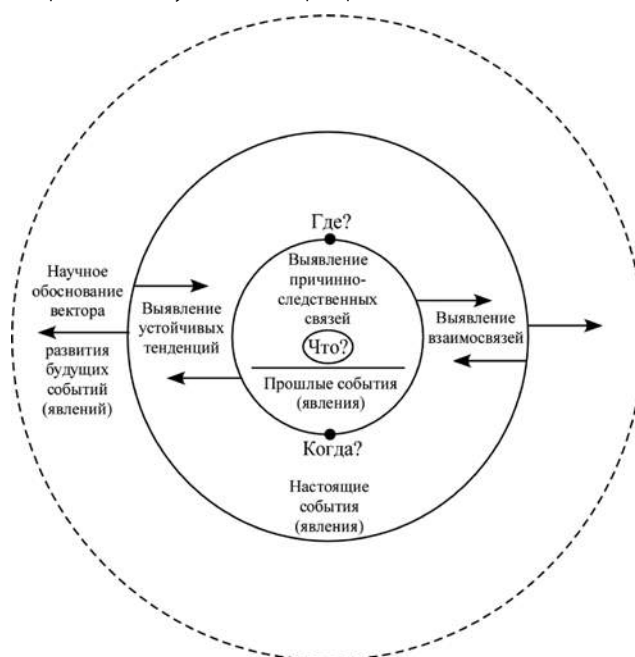 Где?
Выявление
причинно-
следственных
связей
Что?
Прошлые события
(явления)
Когда?
Научное
обоснование
вектора
развития
будущих
событий
(явлений)
Выявление
устойчивых
тенденций
Выявление
взаимосвязей
Настоящие
события
(явления)